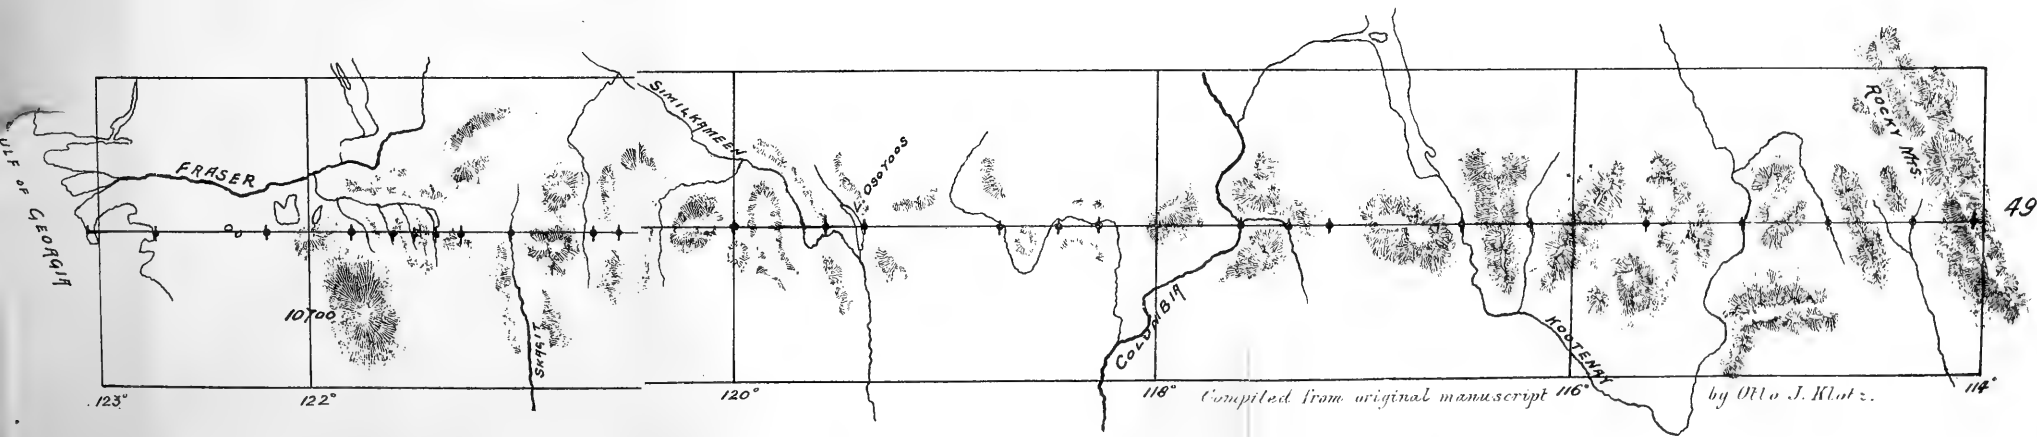 ULF OF GEORGIA
FRASER
SIMILKAMEEN
OSOYOOS
ROCKY MTS
49
10700
SKAGIT
COLUMBIA
KOOTENAY
123° 122° 120° 118° 116° 114°
Compiled from original manuscript by Otto J. Klotz.